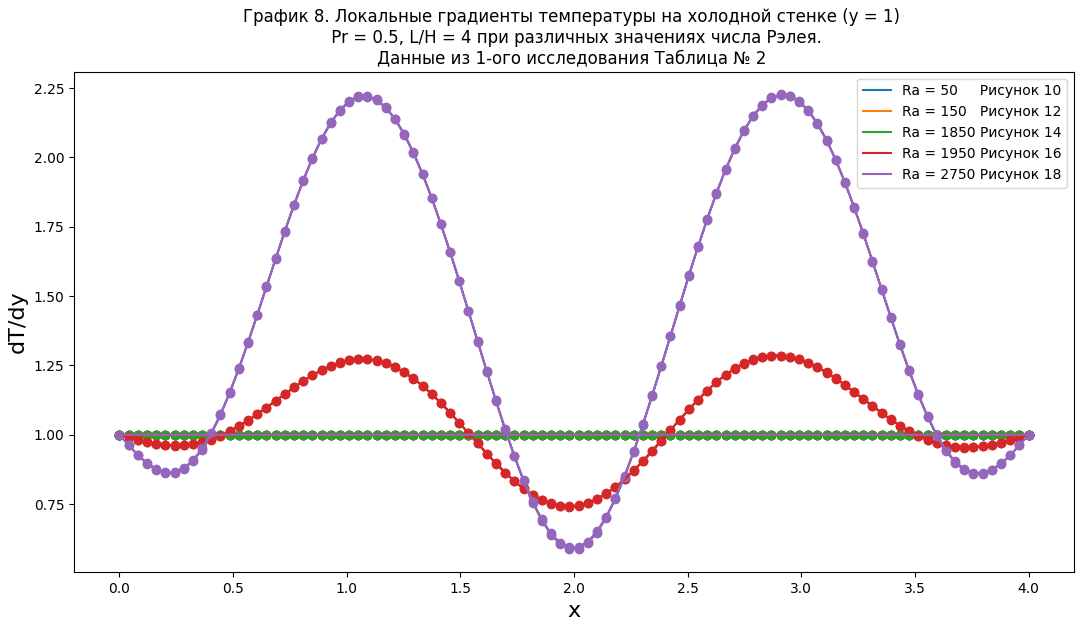 График 8. Локальные градиенты температуры на холодной стенке (y = 1)
Pr = 0.5, L/H = 4 при различных значениях числа Рэлея.
Данные из 1-ого исследования Таблица № 2
Ra = 50 Рисунок 10
Ra = 150 Рисунок 12
Ra = 1850 Рисунок 14
Ra = 1950 Рисунок 16
Ra = 2750 Рисунок 18
dT/dy
2.25
2.00
1.75
1.50
1.25
1.00
0.75
0.0 0.5 1.0 1.5 2.0 2.5 3.0 3.5 4.0
x